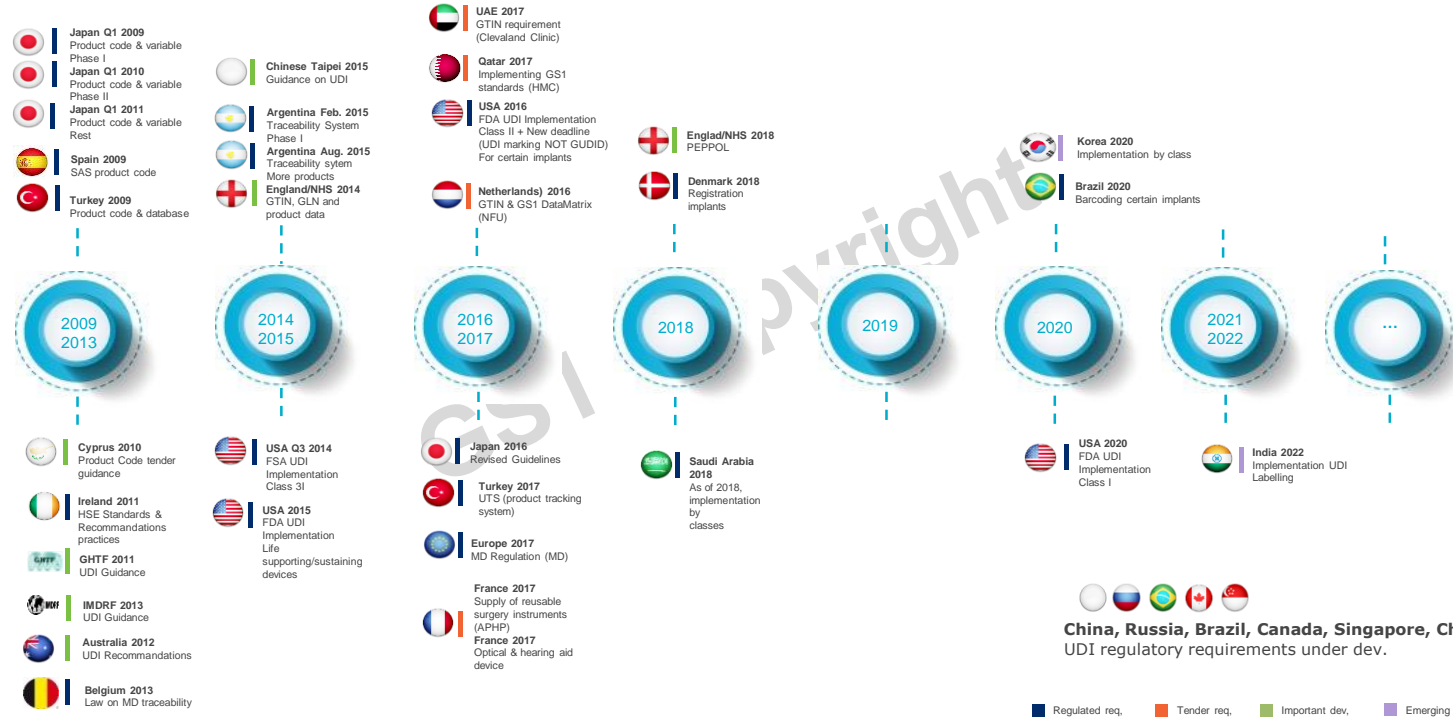 Japan Q1 2009
Product code & variable
Phase I
Japan Q1 2010
Product code & variable
Phase II
Japan Q1 2011
Product code & variable
Rest
Spain 2009
SAS product code
Turkey 2009
Product code & database
Chinese Taipei 2015
Guidance on UDI
Argentina Feb. 2015
Traceability System
Phase I
Argentina Aug. 2015
Traceability sytem
More products
England/NHS 2014
GTIN, GLN and
product data
UAE 2017
GTIN requirement
(Clevaland Clinic)
Qatar 2017
Implementing GS1
standards (HMC)
USA 2016
FDA UDI Implementation
Class II + New deadline
(UDI marking NOT GUDID)
For certain implants
Netherlands) 2016
GTIN & GS1 DataMatrix
(NFU)
Englad/NHS 2018
PEPPOL
Denmark 2018
Registration
implants
Korea 2020
Implementation by class
Brazil 2020
Barcoding certain implants
2009
2013
2014
2015
2016
2017
2018
2019
2020
2021
2022
...
Cyprus 2010
Product Code tender
guidance
Ireland 2011
HSE Standards &
Recommandations
practices
GHTF
GHTF 2011
UDI Guidance
IMDRF
IMDRF 2013
UDI Guidance
Australia 2012
UDI Recommandations
Belgium 2013
Law on MD traceability
USA Q3 2014
FSA UDI
Implementation
Class 3I
USA 2015
FDA UDI
Implementation
Life
supporting/sustaining
devices
Japan 2016
Revised Guidelines
Turkey 2017
UTS (product tracking
system)
Europe 2017
MD Regulation (MD)
France 2017
Supply of reusable
surgery instruments
(APHP)
France 2017
Optical & hearing aid
device
Saudi Arabia
2018
As of 2018,
implementation
by
classes
USA 2020
FDA UDI
Implementation
Class I
India 2022
Implementation UDI
Labelling
China, Russia, Brazil, Canada, Singapore, Ch
UDI regulatory requirements under dev.
Regulated req,
Tender req,
Important dev,
Emerging
GS1 Copyright